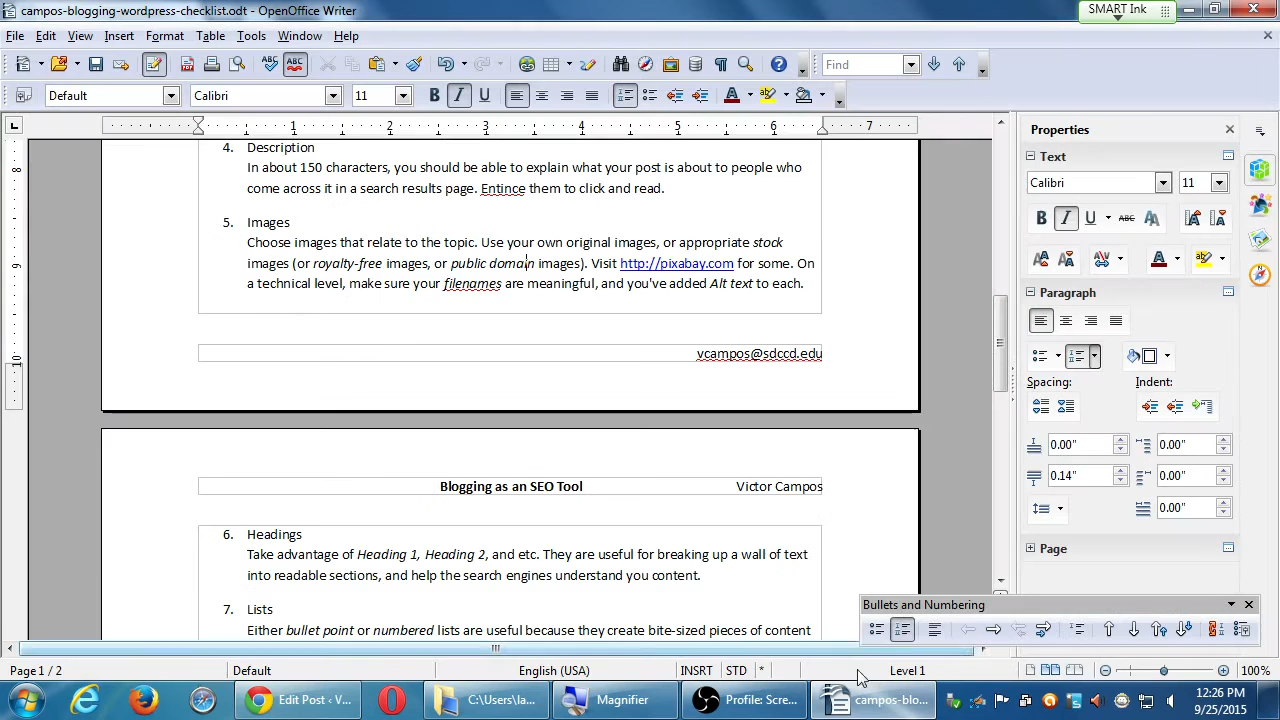 campos-blogging-wordpress-checklist.odt - OpenOffice Writer
SMART Ink
File Edit View Insert Format Table Tools Window Help
Find
Default Calibri 11
1 2 3 4 5 6 7
4. Description
In about 150 characters, you should be able to explain what your post is about to people who
come across it in a search results page. Entince them to click and read.
5. Images
Choose images that relate to the topic. Use your own original images, or appropriate stock
images (or royalty-free images, or public domain images). Visit http://pixabay.com for some. On
a technical level, make sure your filenames are meaningful, and you've added Alt text to each.
vcampos@sdccd.edu
Blogging as an SEO Tool Victor Campos
6. Headings
Take advantage of Heading 1, Heading 2, and etc. They are useful for breaking up a wall of text
into readable sections, and help the search engines understand you content.
7. Lists
Either bullet point or numbered lists are useful because they create bite-sized pieces of content
8
9
10
Properties
Text
Calibri 11
Paragraph
Spacing: Indent:
0.00" 0.00"
0.14" 0.00"
0.00"
Page
Bullets and Numbering
Page 1 / 2 Default English (USA) INSRT STD * Level 1 100%
Edit Post ‹ V... C:\Users\la... Magnifier Profile: Scre... campos-blo...
12:26 PM
9/25/2015